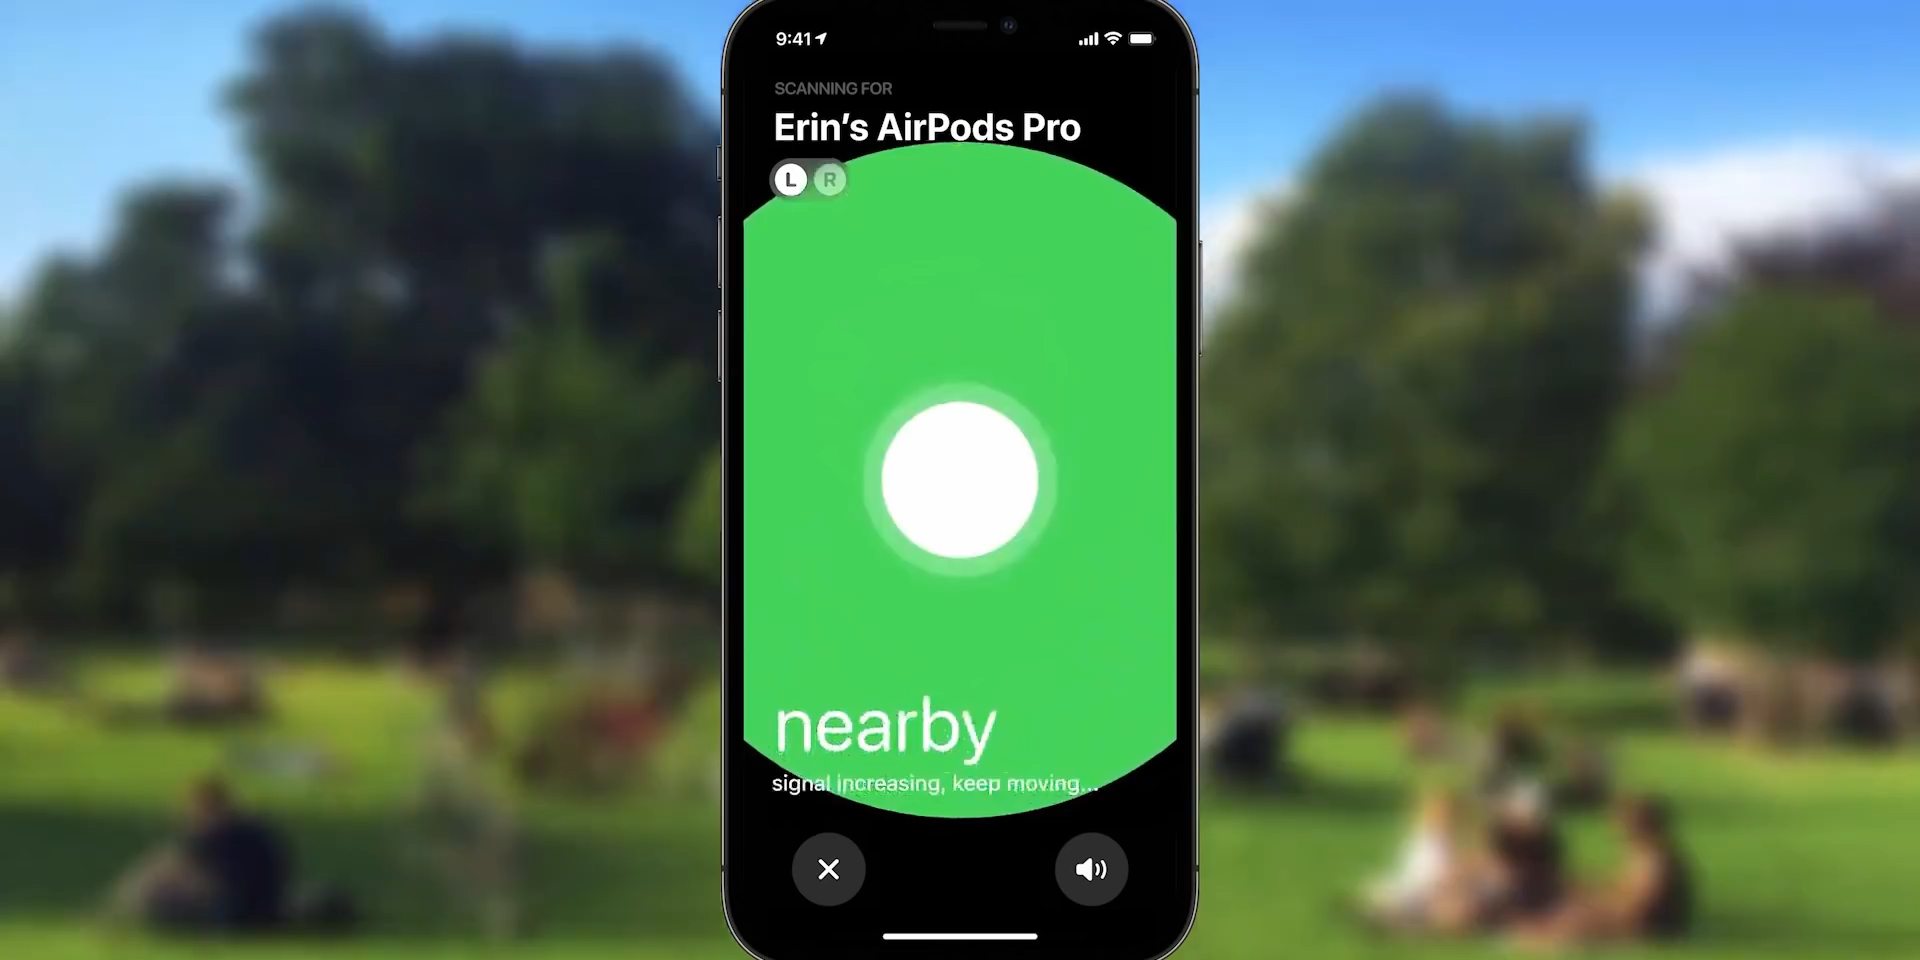 9:41
SCANNING FOR
Erin’s AirPods Pro
L R
nearby
signal increasing, keep moving...